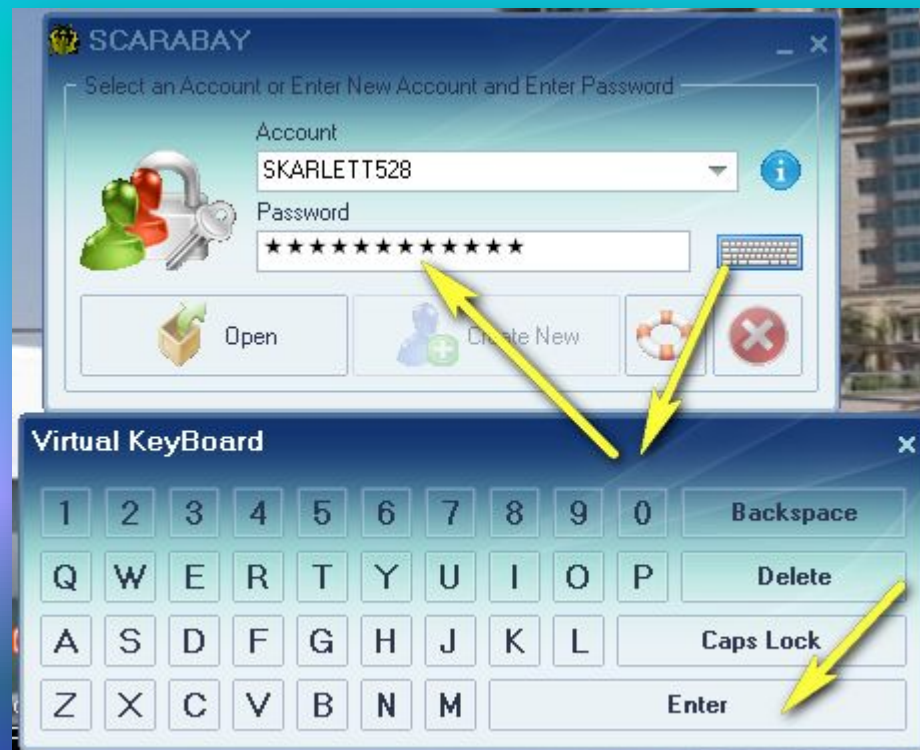 SCARABAY
Select an Account or Enter New Account and Enter Password
Account
SKARLETT528
Password
★★★★★★★★★★★★
Open
Create New
Virtual KeyBoard
1 2 3 4 5 6 7 8 9 0 Backspace
Q W E R T Y U I O P Delete
A S D F G H J K L Caps Lock
Z X C V B N M Enter